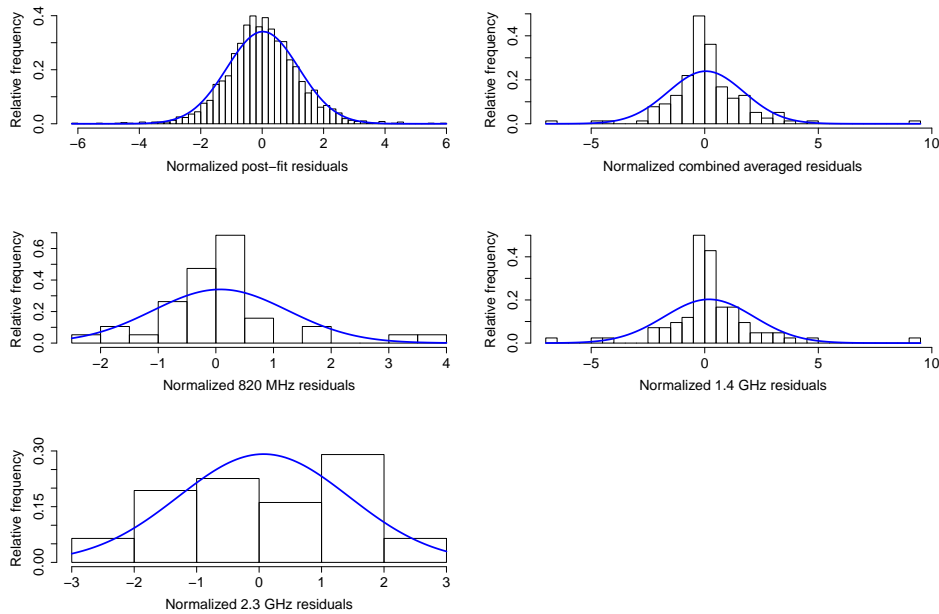 Relative frequency
0.0 0.2 0.4
−6 −4 −2 0 2 4 6
Normalized post−fit residuals
Relative frequency
0.0 0.2 0.4
−5 0 5 10
Normalized combined averaged residuals
Relative frequency
0.0 0.2 0.4 0.6
−2 −1 0 1 2 3 4
Normalized 820 MHz residuals
Relative frequency
0.0 0.2 0.4
−5 0 5 10
Normalized 1.4 GHz residuals
Relative frequency
0.00 0.15 0.30
−3 −2 −1 0 1 2 3
Normalized 2.3 GHz residuals